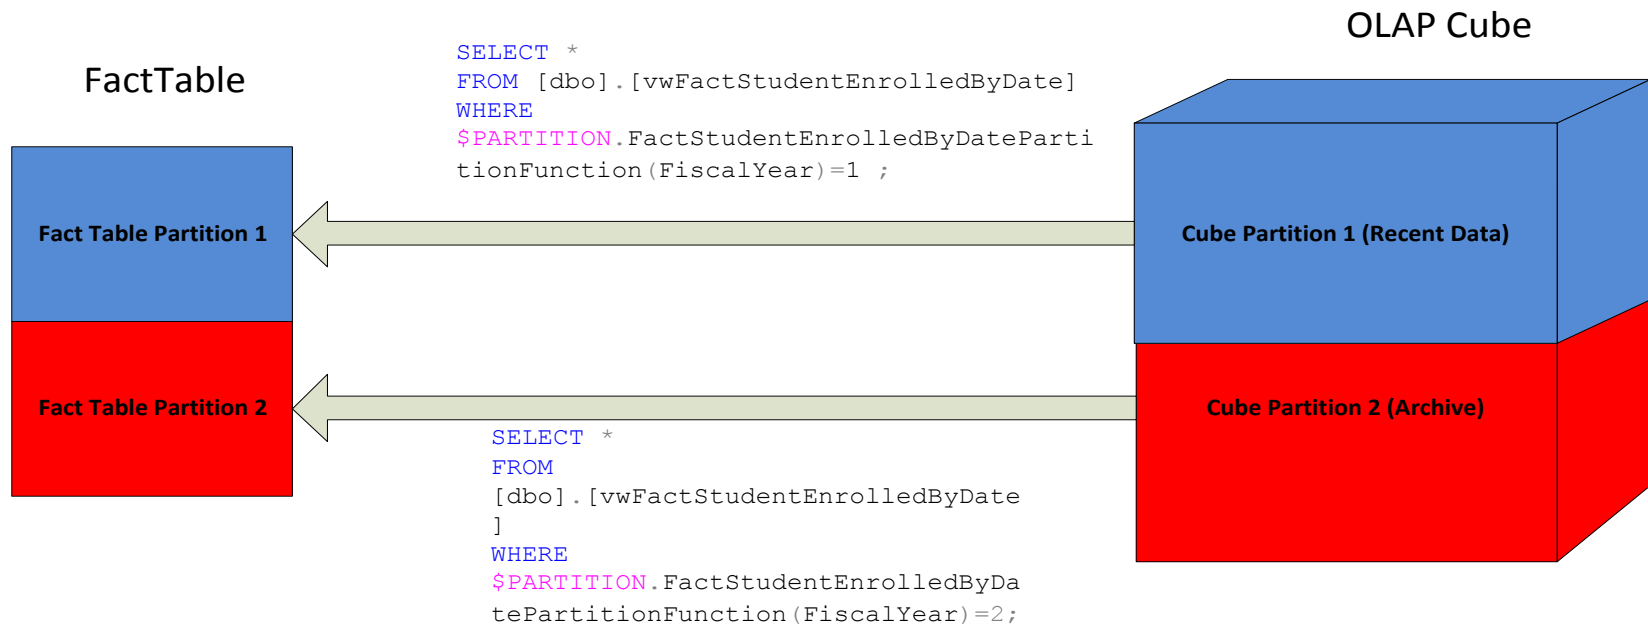 OLAP Cube
FactTable
SELECT *
FROM [dbo].[vwFactStudentEnrolledByDate]
WHERE
$PARTITION.FactStudentEnrolledByDateParti
tionFunction(FiscalYear)=1 ;
Fact Table Partition 1
Cube Partition 1 (Recent Data)
Fact Table Partition 2
Cube Partition 2 (Archive)
SELECT *
FROM
[dbo].[vwFactStudentEnrolledByDate
]
WHERE
$PARTITION.FactStudentEnrolledByDa
tePartitionFunction(FiscalYear)=2;